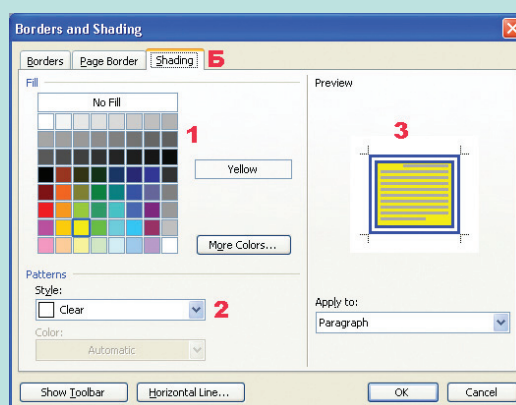 Borders and Shading
Borders Page Border Shading Б
Fill
Preview
No Fill
1
3
Yellow
More Colors...
Patterns
Style:
Clear
2
Apply to:
Color:
Paragraph
Automatic
Show Toolbar Horizontal Line... OK Cancel